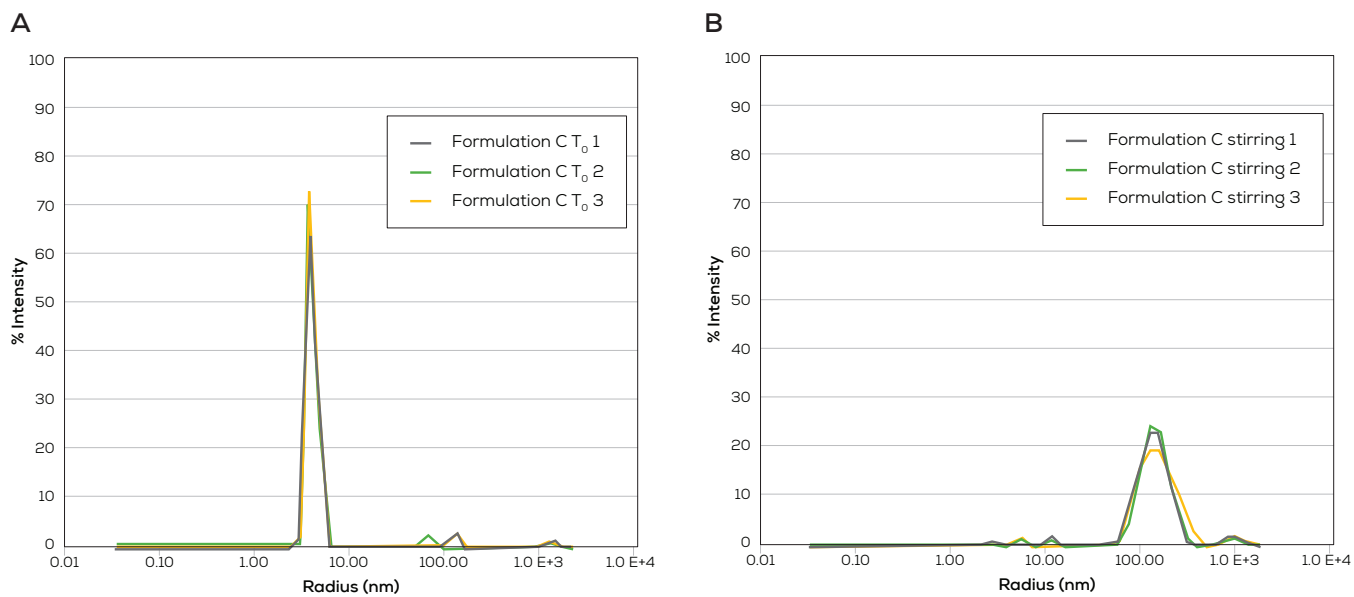 A
100
90
80
70
60
50
40
30
20
10
0
% Intensity
0.01 0.10 1.00 10.00 100.00 1.0 E+3 1.0 E+4
Radius (nm)
Formulation C T₀ 1
Formulation C T₀ 2
Formulation C T₀ 3
B
100
90
80
70
60
50
40
30
20
10
0
% Intensity
0.01 0.10 1.00 10.00 100.00 1.0 E+3 1.0 E+4
Radius (nm)
Formulation C stirring 1
Formulation C stirring 2
Formulation C stirring 3